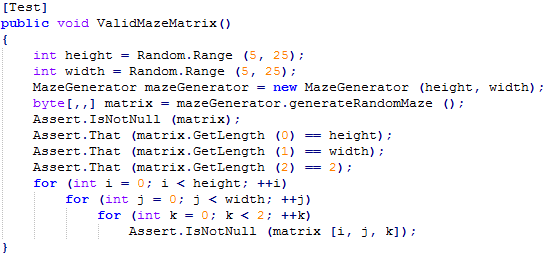 [Test]
public void ValidMazeMatrix()
{
    int height = Random.Range (5, 25);
    int width = Random.Range (5, 25);
    MazeGenerator mazeGenerator = new MazeGenerator (height, width);
    byte[,,] matrix = mazeGenerator.generateRandomMaze ();
    Assert.IsNotNull (matrix);
    Assert.That (matrix.GetLength (0) == height);
    Assert.That (matrix.GetLength (1) == width);
    Assert.That (matrix.GetLength (2) == 2);
    for (int i = 0; i < height; ++i)
        for (int j = 0; j < width; ++j)
            for (int k = 0; k < 2; ++k)
                Assert.IsNotNull (matrix [i, j, k]);
}